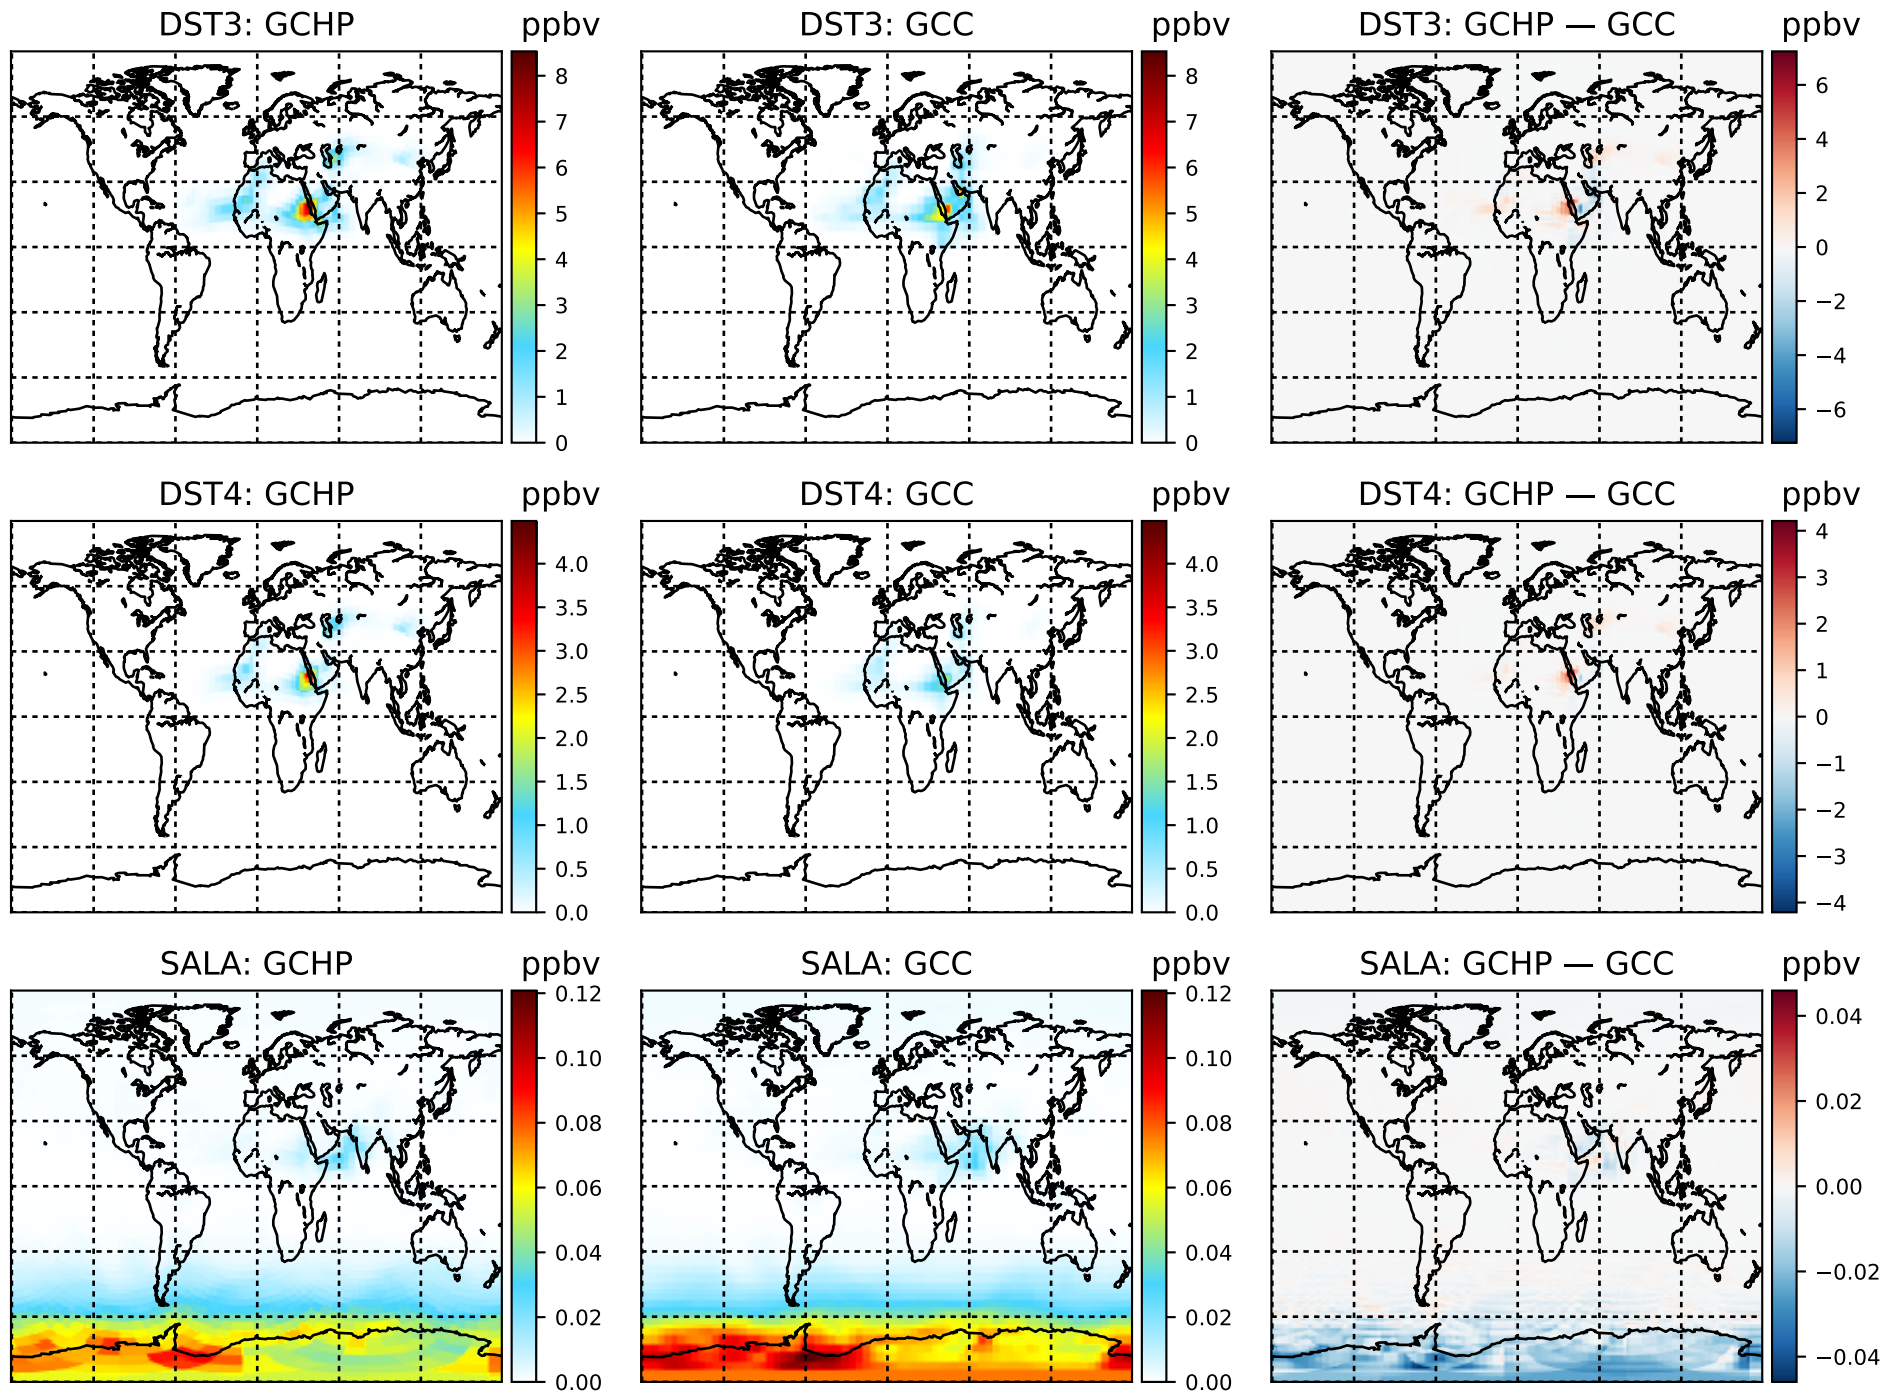 DST3: GCHP ppbv DST3: GCC ppbv DST3: GCHP — GCC ppbv
8 8 6
7 7 4
6 6 2
5 5 0
4 4 −2
3 3 −4
2 2 −6
1 1
0 0
DST4: GCHP ppbv DST4: GCC ppbv DST4: GCHP — GCC ppbv
4.0 4.0 4
3.5 3.5 3
3.0 3.0 2
2.5 2.5 1
2.0 2.0 0
1.5 1.5 −1
1.0 1.0 −2
0.5 0.5 −3
0.0 0.0 −4
SALA: GCHP ppbv SALA: GCC ppbv SALA: GCHP — GCC ppbv
0.12 0.12 0.04
0.10 0.10 0.02
0.08 0.08 0.00
0.06 0.06 −0.02
0.04 0.04 −0.04
0.02 0.02
0.00 0.00